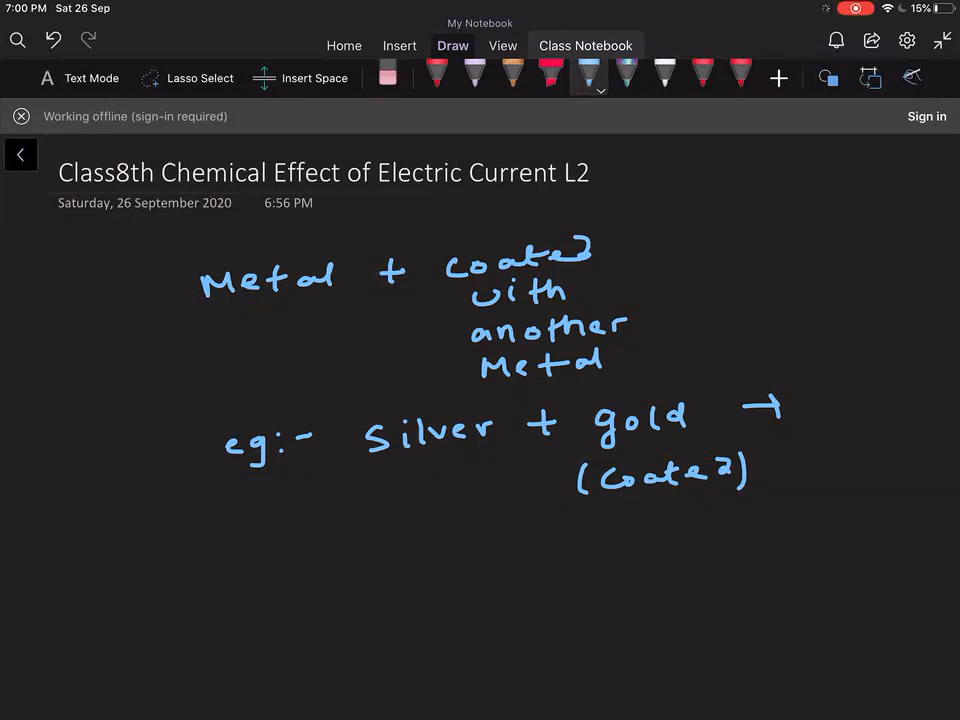 7:00 PM Sat 26 Sep 15%
My Notebook
Home Insert Draw View Class Notebook
A Text Mode Lasso Select Insert Space
Working offline (sign-in required) Sign in
Class8th Chemical Effect of Electric Current L2
Saturday, 26 September 2020 6:56 PM
Metal + coated
with
another
Metal
eg:- silver + gold →
(coated)